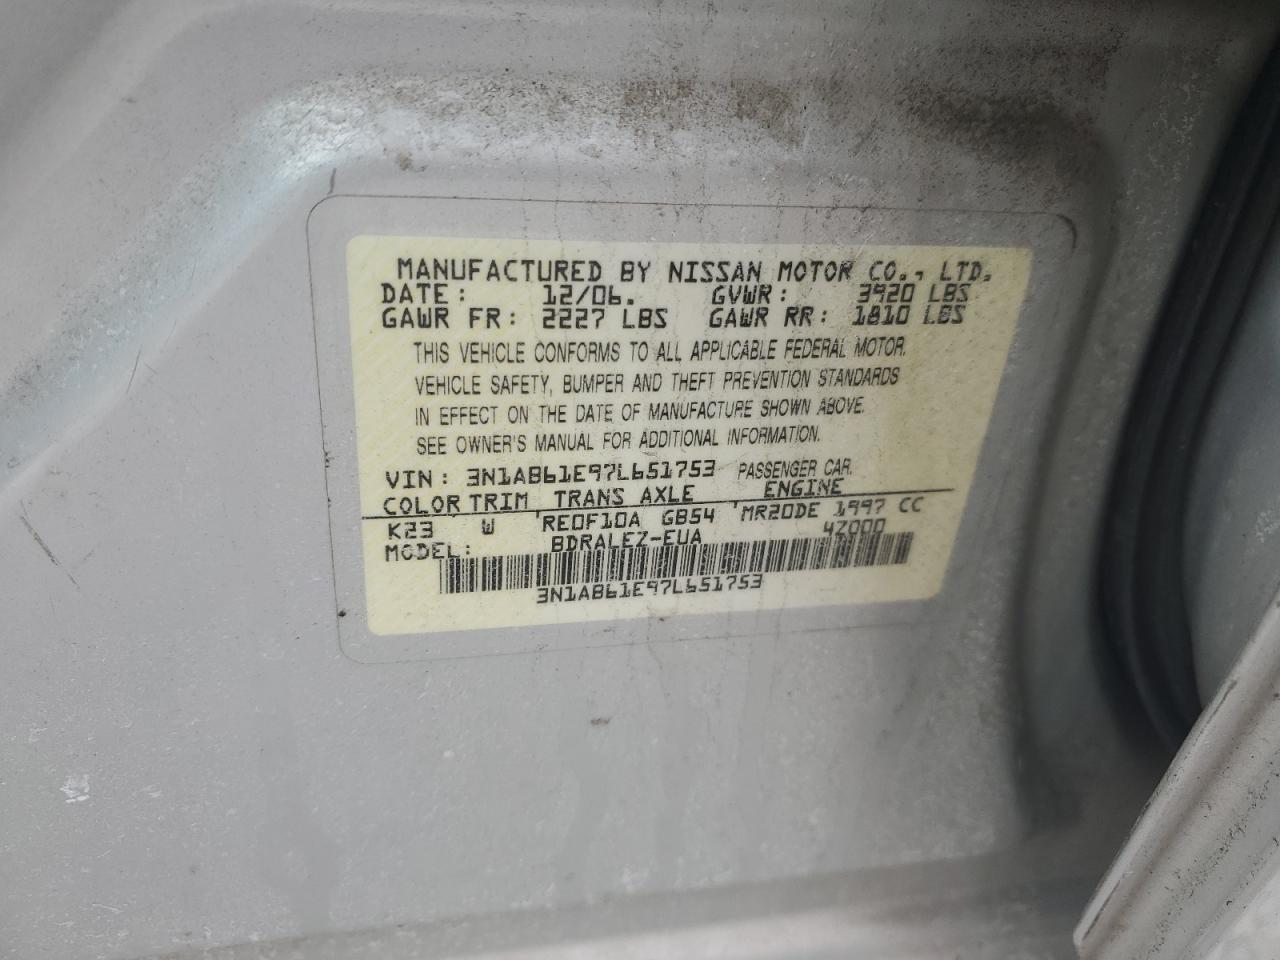 MANUFACTURED BY NISSAN MOTOR CO., LTD.
DATE: 12/06. GVWR: 3920 LBS
GAWR FR: 2227 LBS GAWR RR: 1810 LBS
THIS VEHICLE CONFORMS TO ALL APPLICABLE FEDERAL MOTOR.
VEHICLE SAFETY, BUMPER AND THEFT PREVENTION STANDARDS
IN EFFECT ON THE DATE OF MANUFACTURE SHOWN ABOVE.
SEE OWNER'S MANUAL FOR ADDITIONAL INFORMATION.
VIN: 3N1AB61E97L651753 PASSENGER CAR.
COLOR TRIM TRANS AXLE ENGINE
K23 W RE0F10A GB54 MR20DE 1997 CC
MODEL: BDRALEZ-EUA 4Z000
3N1AB61E97L651753